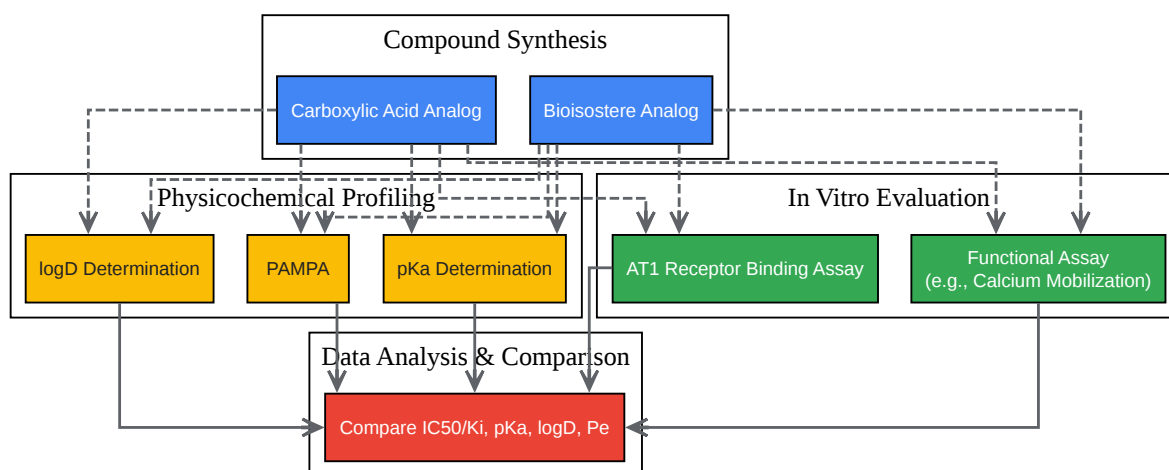 Compound Synthesis
Carboxylic Acid Analog
Bioisostere Analog
Physicochemical Profiling
In Vitro Evaluation
logD Determination
PAMPA
pKa Determination
AT1 Receptor Binding Assay
Functional Assay
(e.g., Calcium Mobilization)
Data Analysis & Comparison
Compare IC50/Ki, pKa, logD, Pe